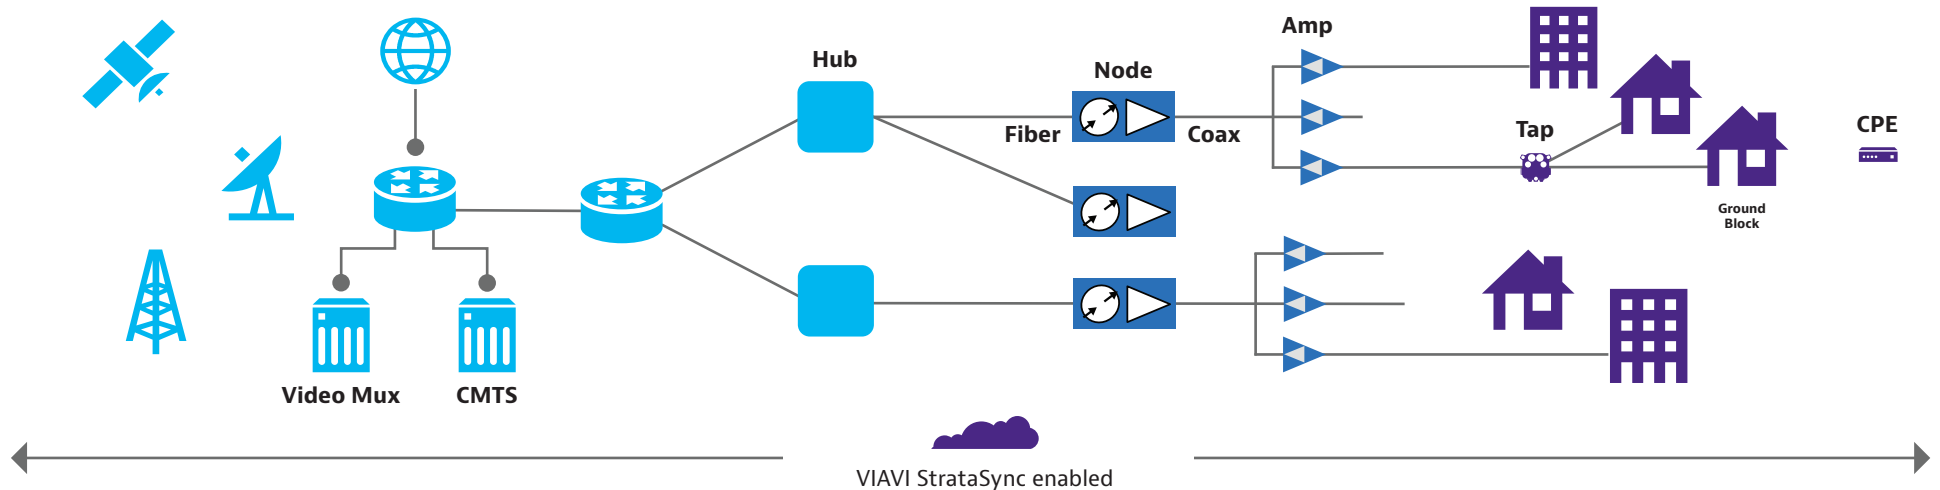 Amp
Hub
Node
Fiber
Coax
Tap
CPE
Ground
Block
Video Mux
CMTS
VIAVI StrataSync enabled